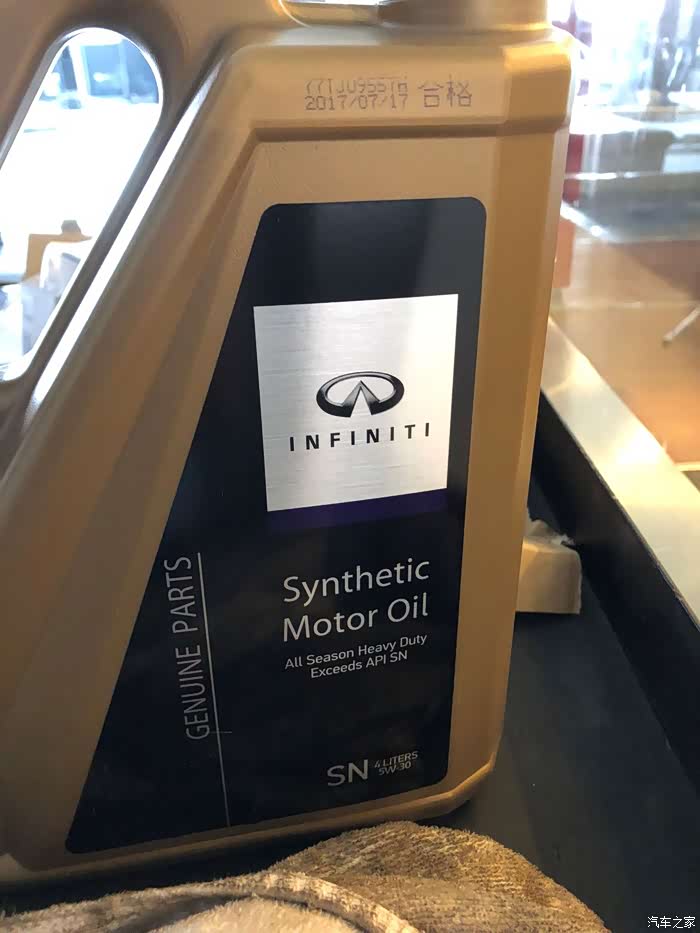 2017/07/17 合格
INFINITI
Synthetic
Motor Oil
All Season Heavy Duty
Exceeds API SN
GENUINE PARTS
SN 4 LITERS
5W-30
汽车之家